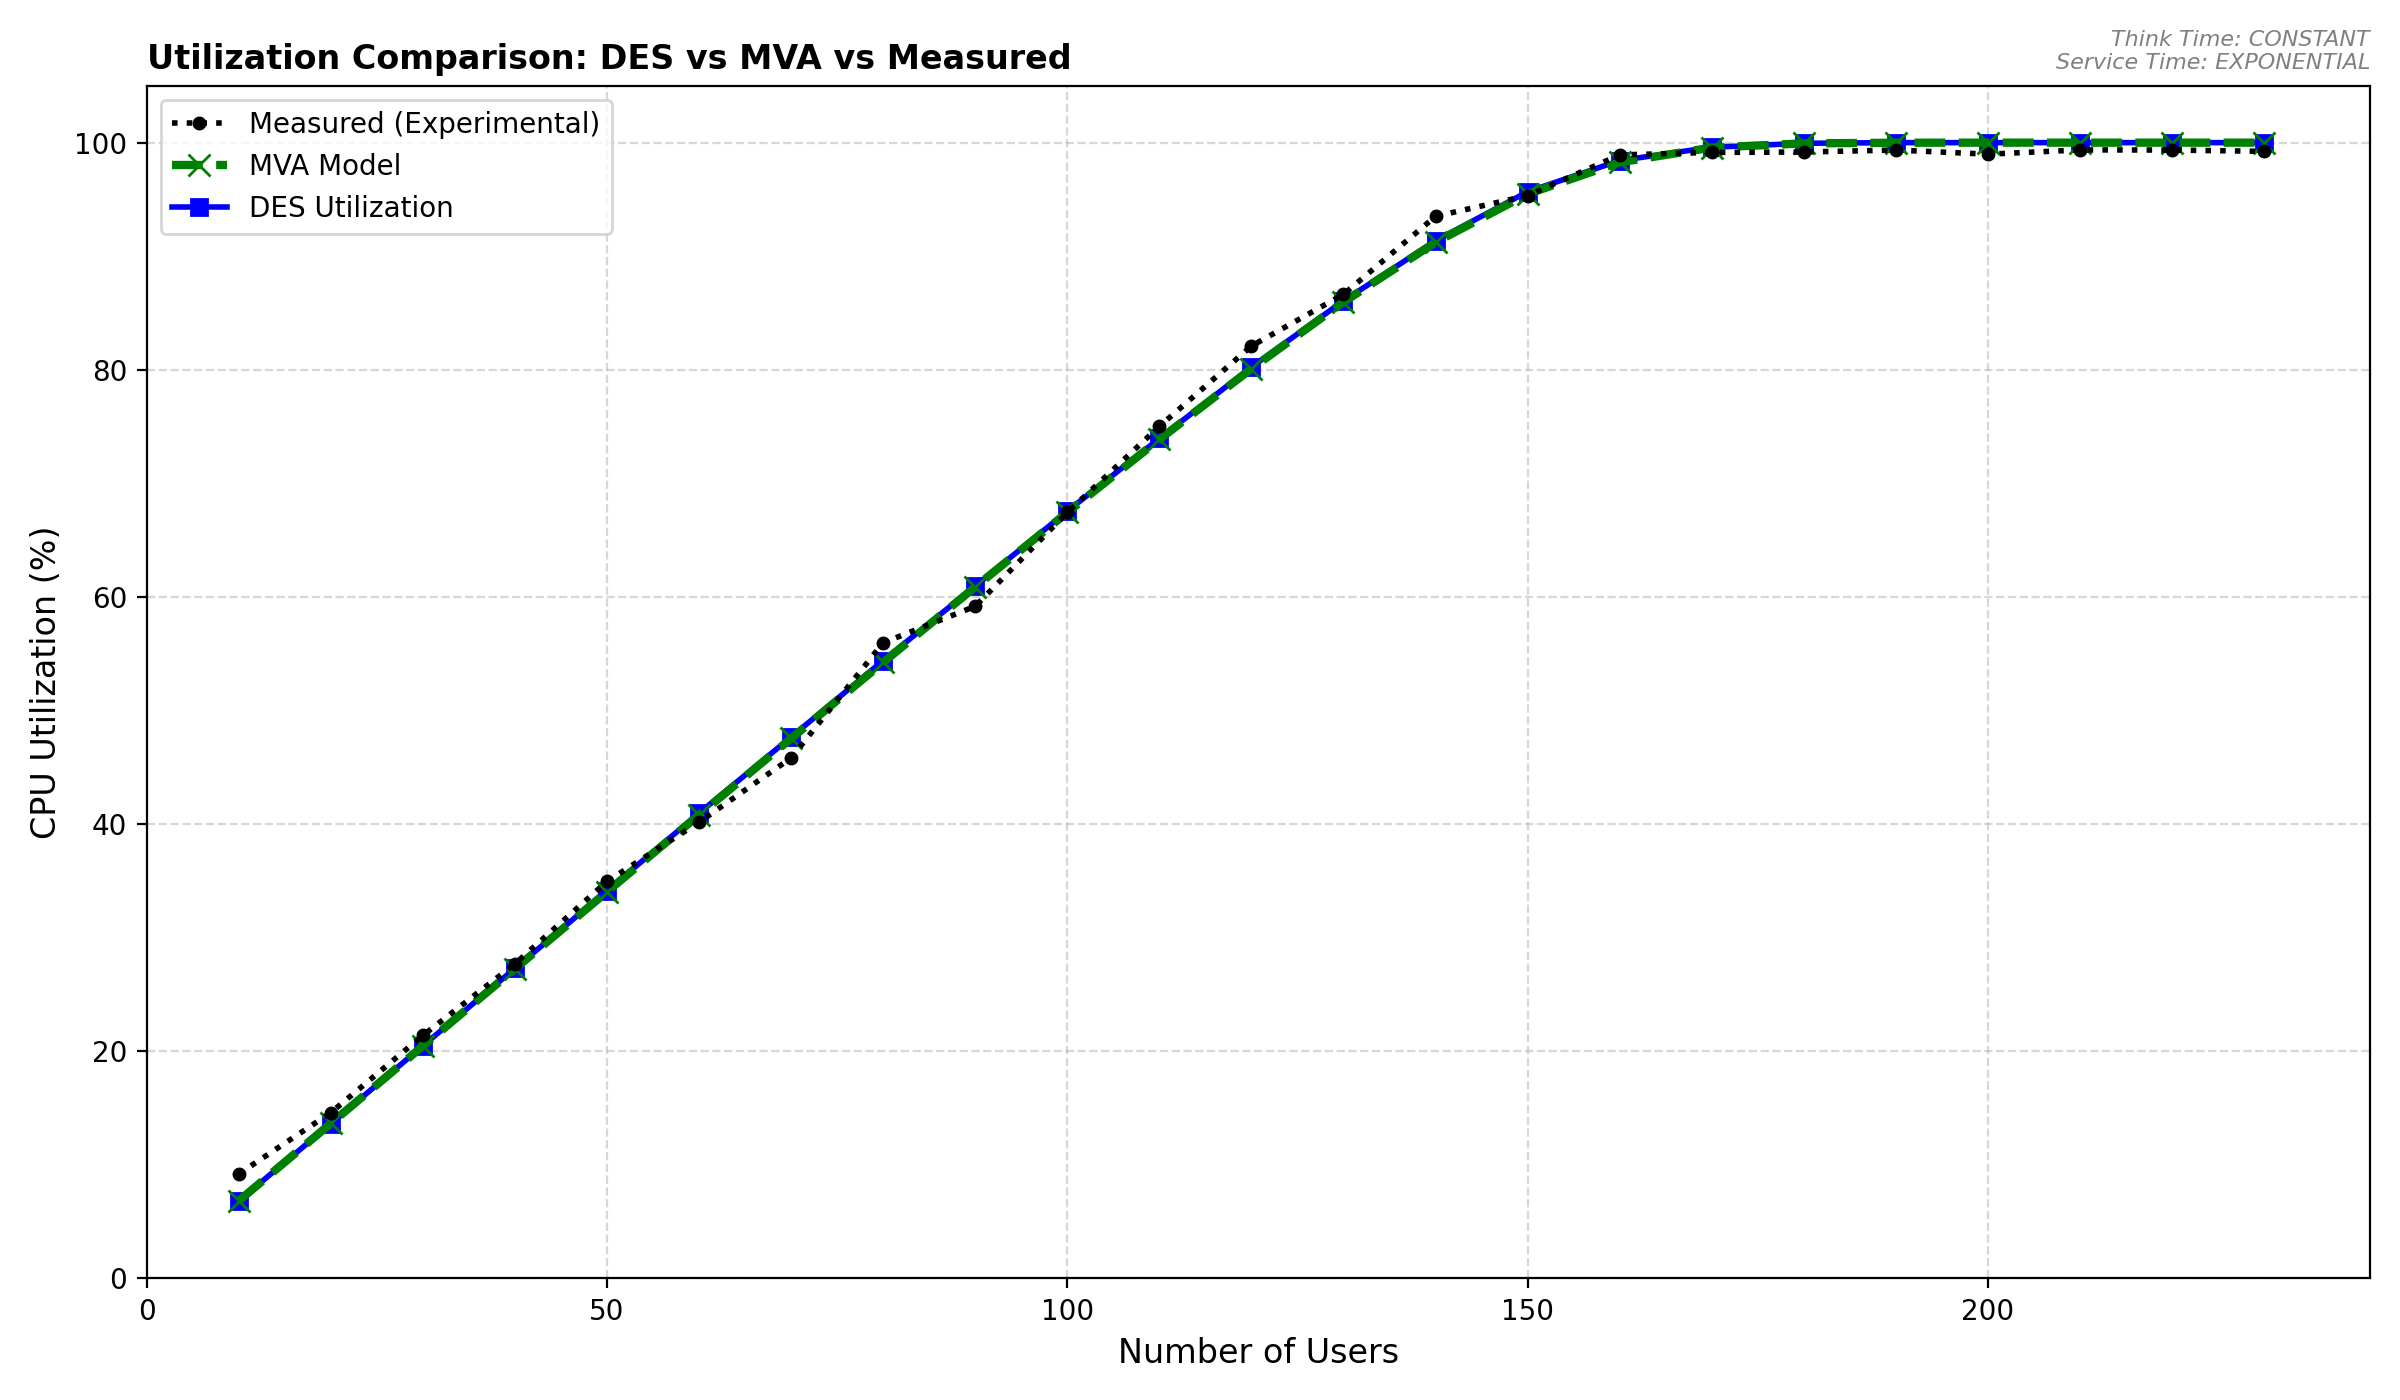 Utilization Comparison: DES vs MVA vs Measured
Think Time: CONSTANT
Service Time: EXPONENTIAL
Measured (Experimental)
MVA Model
DES Utilization
CPU Utilization (%)
100
80
60
40
20
0
0 50 100 150 200
Number of Users